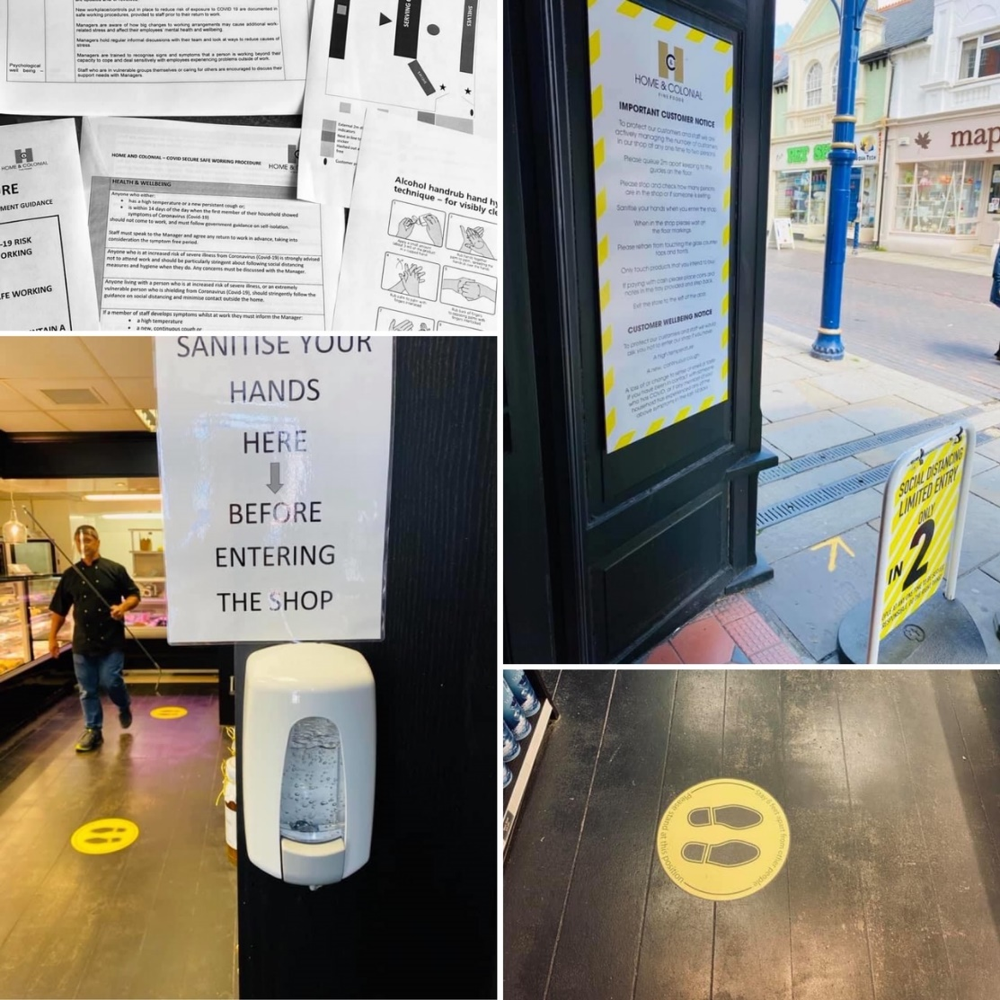 New workplace/controls put in place to reduce risk of exposure to COVID 19 are documented in
safe working procedures, provided to staff prior to their return to work.
Managers are aware of how big changes to working arrangements may cause additional work-
related stress and affect their employees' mental health and wellbeing.
Managers hold regular informal discussions with their team and look at ways to reduce causes of
stress.
Managers are trained to recognise signs and symptoms that a person is working beyond their
capacity to cope and deal sensitively with employees experiencing problems outside of work.
Psychological
well being –
Staff who are in vulnerable groups themselves or caring for others are encouraged to discuss their
support needs with Managers.
SERVING
SHELVES
HOME & COLONIAL
RE
MENT GUIDANCE
-19 RISK
ORKING
FE WORKING
NTAIN A
HOME AND COLONIAL – COVID SECURE SAFE WORKING PROCEDURE
HOME &
HEALTH & WELLBEING
Anyone who either:
• has a high temperature or a new persistent cough or;
• is within 14 days of the day when the first member of their household showed
symptoms of Coronavirus (Covid-19)
should not come to work, and must follow government guidance on self-isolation.
Staff must speak to the Manager and agree any return to work in advance, taking into
consideration the symptom free period.
Anyone who is at increased risk of severe illness from Coronavirus (Covid-19) is strongly advised
not to attend work and should be particularly stringent about following social distancing
measures and hygiene when they do. Any concerns must be discussed with the Manager.
Anyone living with a person who is at increased risk of severe illness, or an extremely
vulnerable person who is shielding from Coronavirus (Covid-19), should stringently follow the
guidance on social distancing and minimise contact outside the home.
If a member of staff develops symptoms whilst at work they must inform the Manager:
• a high temperature
• a new, continuous cough or
External 2m
indicators
Customer
Alcohol handrub hand hy
technique – for visibly cle
HOME & COLONIAL
FINE FOODS
IMPORTANT CUSTOMER NOTICE
To protect our customers and staff we are
actively managing the number of customers
in our shop at any one time to two persons.
Please queue 2m apart keeping to the
guides on the floor.
Please stop and check how many persons
are in the shop or if someone is exiting.
Sanitise your hands when you enter the shop.
When in the shop please wait on
the floor markings.
Please refrain from touching the glass counter
tops and fronts.
Only touch products that you intend to buy.
If paying with cash please place coins and
notes in the tray provided and step back.
Exit the store to the left of the door.
CUSTOMER WELLBEING NOTICE
To protect our customers and staff we would
ask you not to enter our shop if you have:
A high temperature.
A new, continuous cough.
map
SOCIAL DISTANCING
LIMITED ENTRY
ONLY
2
IN
SANITISE YOUR
HANDS
HERE
BEFORE
ENTERING
THE SHOP
Please stand at this position
and stay 6 feet apart from other people